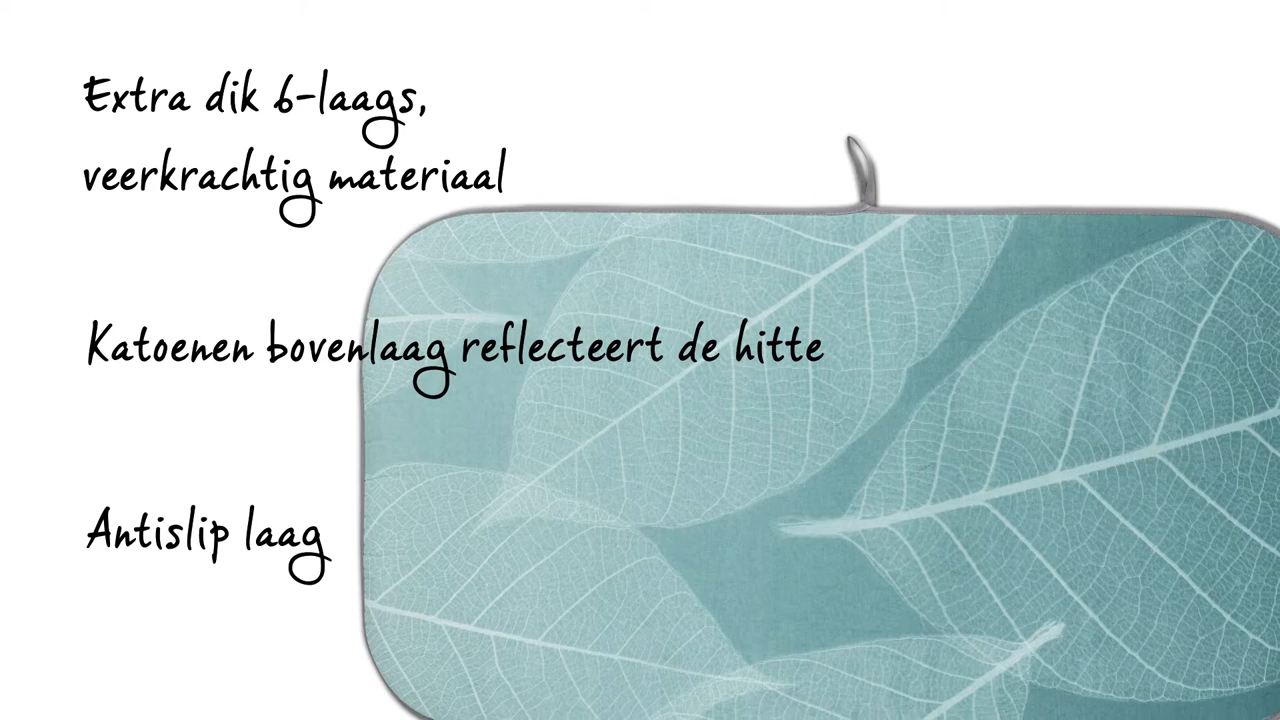 Extra dik 6-laags,
veerkrachtig materiaal
Katoenen bovenlaag reflecteert de hitte
Antislip laag